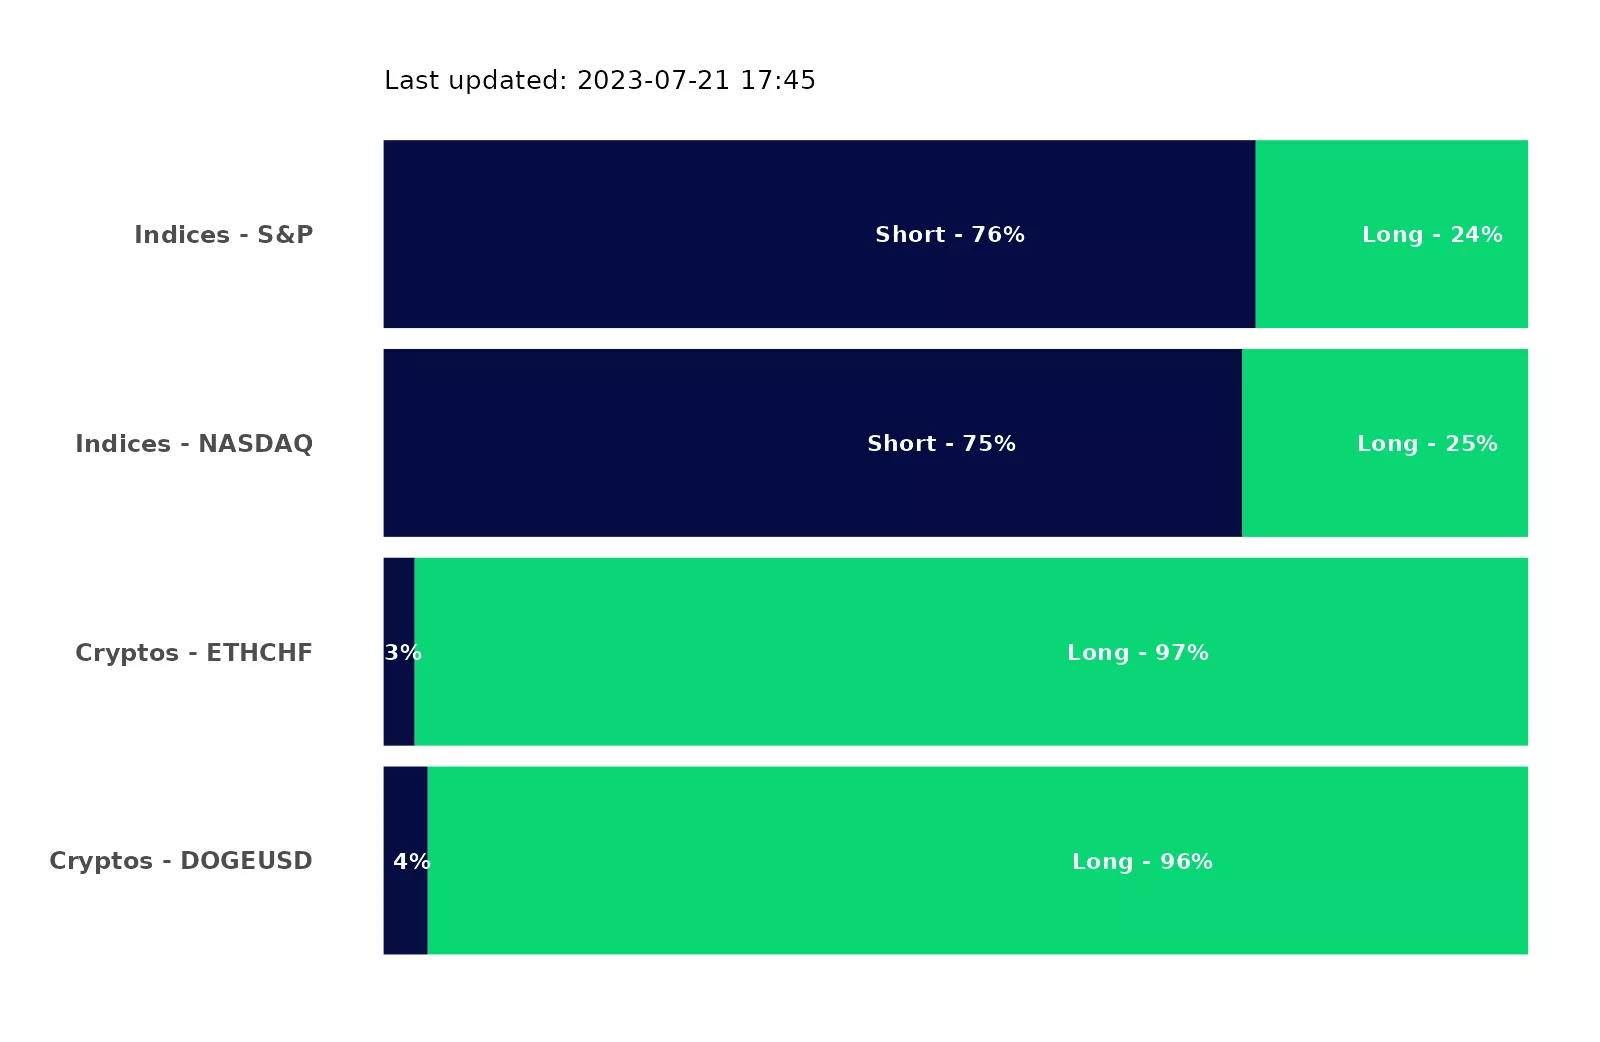 Last updated: 2023-07-21 17:45
Indices - S&P
Short - 76%
Long - 24%
Indices - NASDAQ
Short - 75%
Long - 25%
Cryptos - ETHCHF
3%
Long - 97%
Cryptos - DOGEUSD
4%
Long - 96%